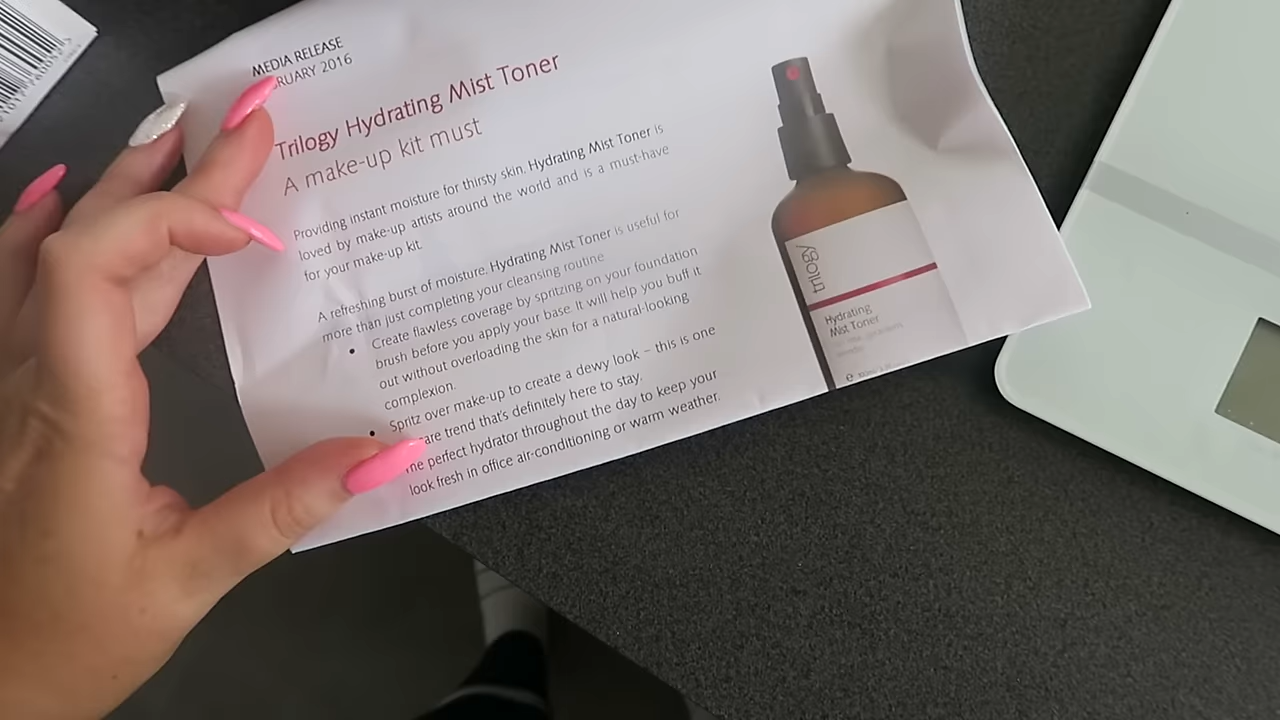 MEDIA RELEASE
RUARY 2016
Trilogy Hydrating Mist Toner
A make-up kit must
Providing instant moisture for thirsty skin. Hydrating Mist Toner is
loved by make-up artists around the world and is a must-have
for your make-up kit.
A refreshing burst of moisture. Hydrating Mist Toner is useful for
more than just completing your cleansing routine
• Create flawless coverage by spritzing on your foundation
brush before you apply your base. It will help you buff it
out without overloading the skin for a natural-looking
complexion.
• Spritz over make-up to create a dewy look – this is one
care trend that's definitely here to stay.
he perfect hydrator throughout the day to keep your
look fresh in office air-conditioning or warm weather.
trilogy
Hydrating
Mist Toner